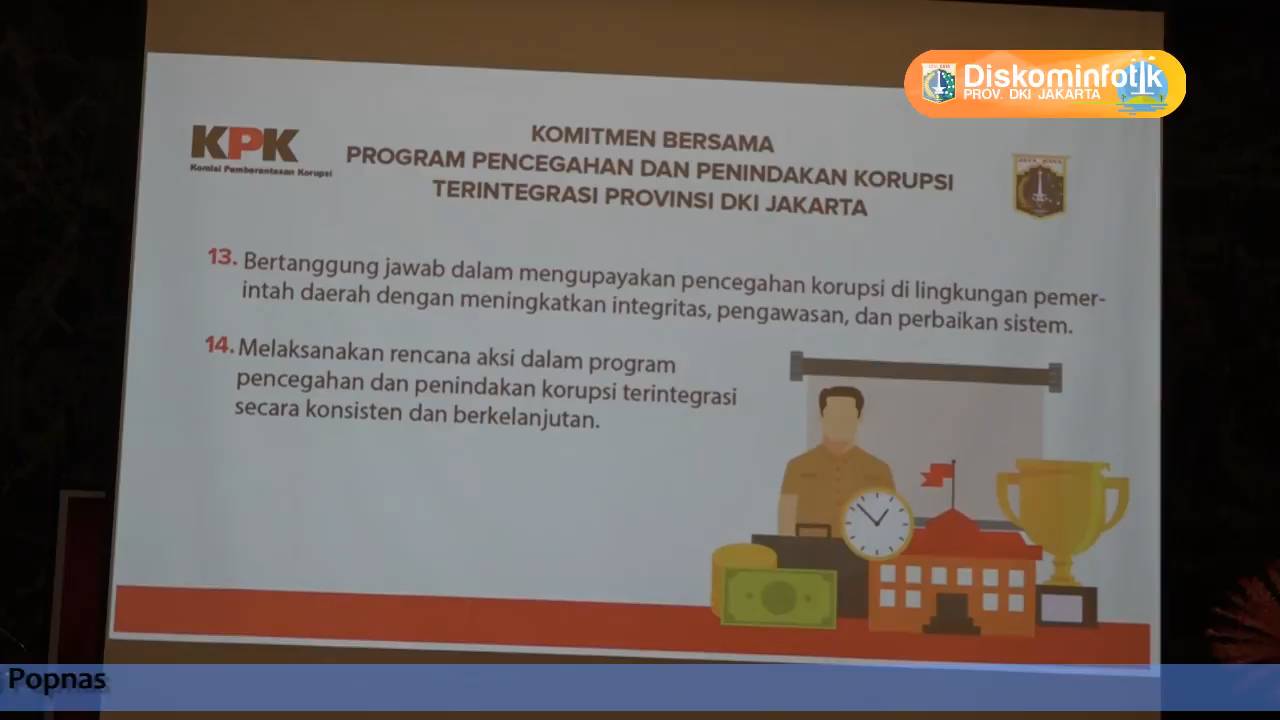 Diskominfotik
PROV. DKI JAKARTA
KPK
Komisi Pemberantasan Korupsi
KOMITMEN BERSAMA
PROGRAM PENCEGAHAN DAN PENINDAKAN KORUPSI
TERINTEGRASI PROVINSI DKI JAKARTA
JAYA RAYA
13. Bertanggung jawab dalam mengupayakan pencegahan korupsi di lingkungan pemer-
intah daerah dengan meningkatkan integritas, pengawasan, dan perbaikan sistem.
14. Melaksanakan rencana aksi dalam program
pencegahan dan penindakan korupsi terintegrasi
secara konsisten dan berkelanjutan.
Popnas